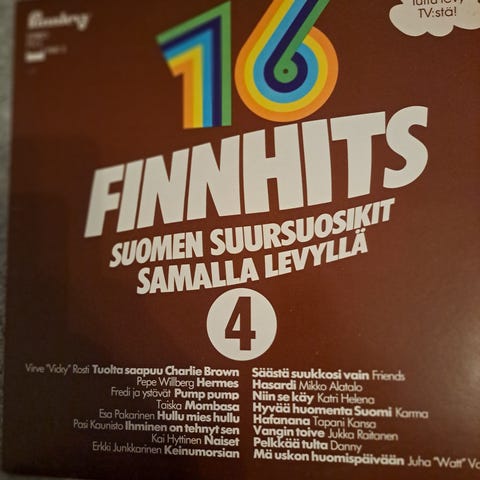 16
tuttu levy
TV:stä!
FINNHITS
SUOMEN SUURSUOSIKIT
SAMALLA LEVYLLÄ
4
Virve "Vicky" Rosti Tuolta saapuu Charlie Brown
Pepe Willberg Hermes
Fredi ja ystävät Pump pump
Taiska Mombasa
Esa Pakarinen Hullu mies hullu
Pasi Kaunisto Ihminen on tehnyt sen
Kai Hyttinen Naiset
Erkki Junkkarinen Keinumorsian
Säästä suukkosi vain Friends
Hasardi Mikko Alatalo
Niin se käy Katri Helena
Hyvää huomenta Suomi Karma
Hafanana Tapani Kansa
Vangin toive Jukka Raitanen
Pelkkää tulta Danny
Mä uskon huomispäivään Juha "Watt" Va